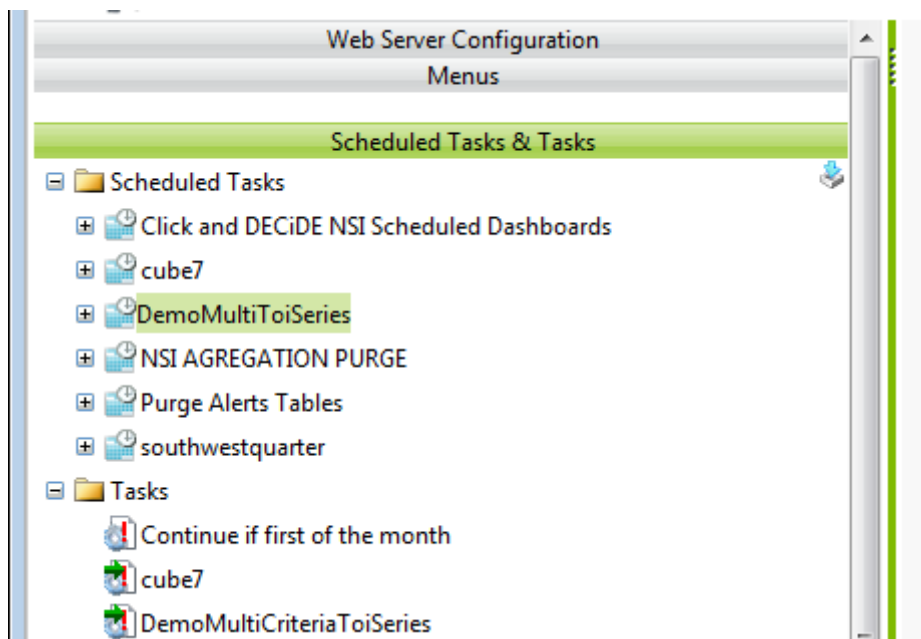 Web Server Configuration
Menus
Scheduled Tasks & Tasks
Scheduled Tasks
Click and DECiDE NSI Scheduled Dashboards
cube7
DemoMultiToiSeries
NSI AGREGATION PURGE
Purge Alerts Tables
southwestquarter
Tasks
Continue if first of the month
cube7
DemoMultiCriteriaToiSeries